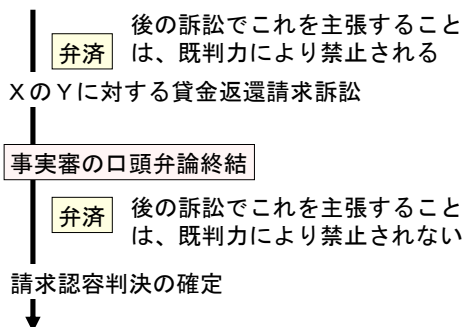 後の訴訟でこれを主張すること
弁済 は、既判力により禁止される
XのYに対する貸金返還請求訴訟
事実審の口頭弁論終結
弁済 後の訴訟でこれを主張すること
は、既判力により禁止されない
請求認容判決の確定